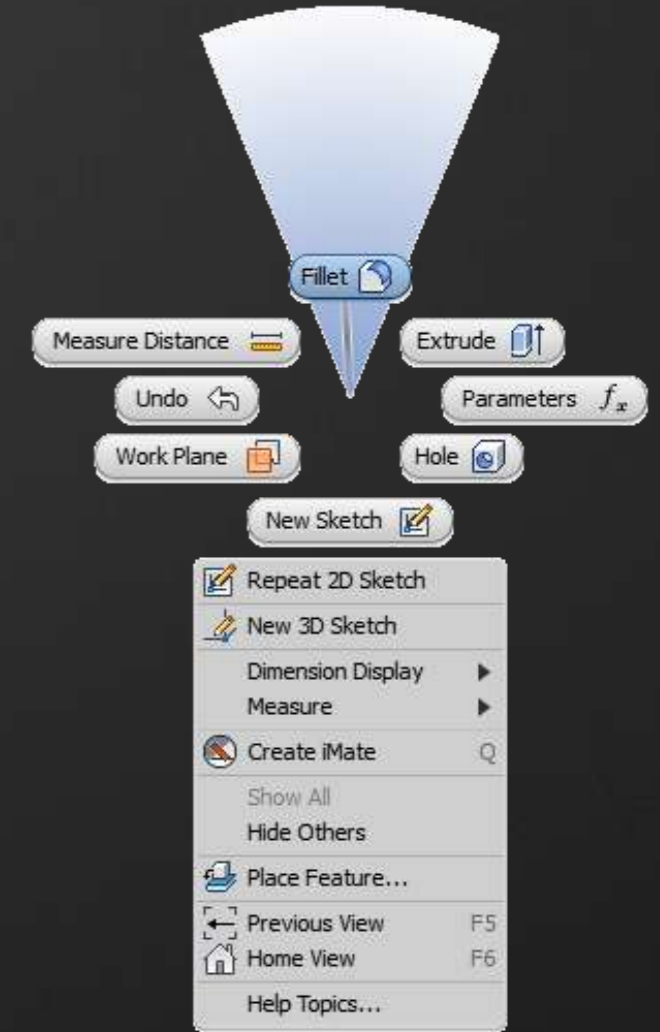 Fillet
Measure Distance
Extrude
Undo
Parameters fx
Work Plane
Hole
New Sketch
Repeat 2D Sketch
New 3D Sketch
Dimension Display
Measure
Create iMate Q
Show All
Hide Others
Place Feature...
Previous View F5
Home View F6
Help Topics...